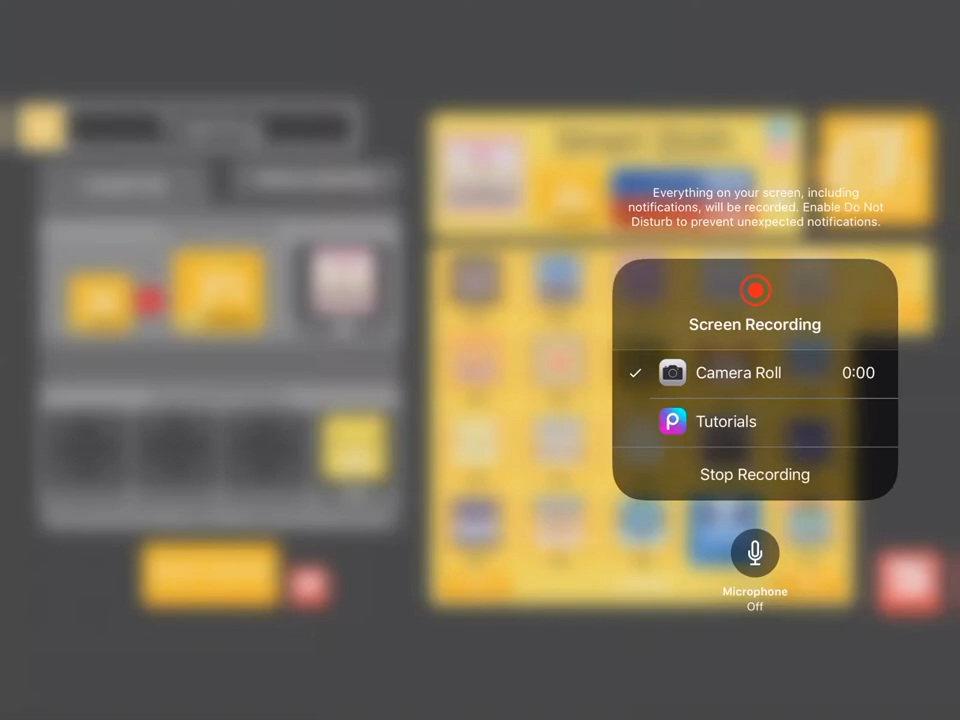 Everything on your screen, including
notifications, will be recorded. Enable Do Not
Disturb to prevent unexpected notifications.
Screen Recording
Camera Roll 0:00
Tutorials
Stop Recording
Microphone
Off